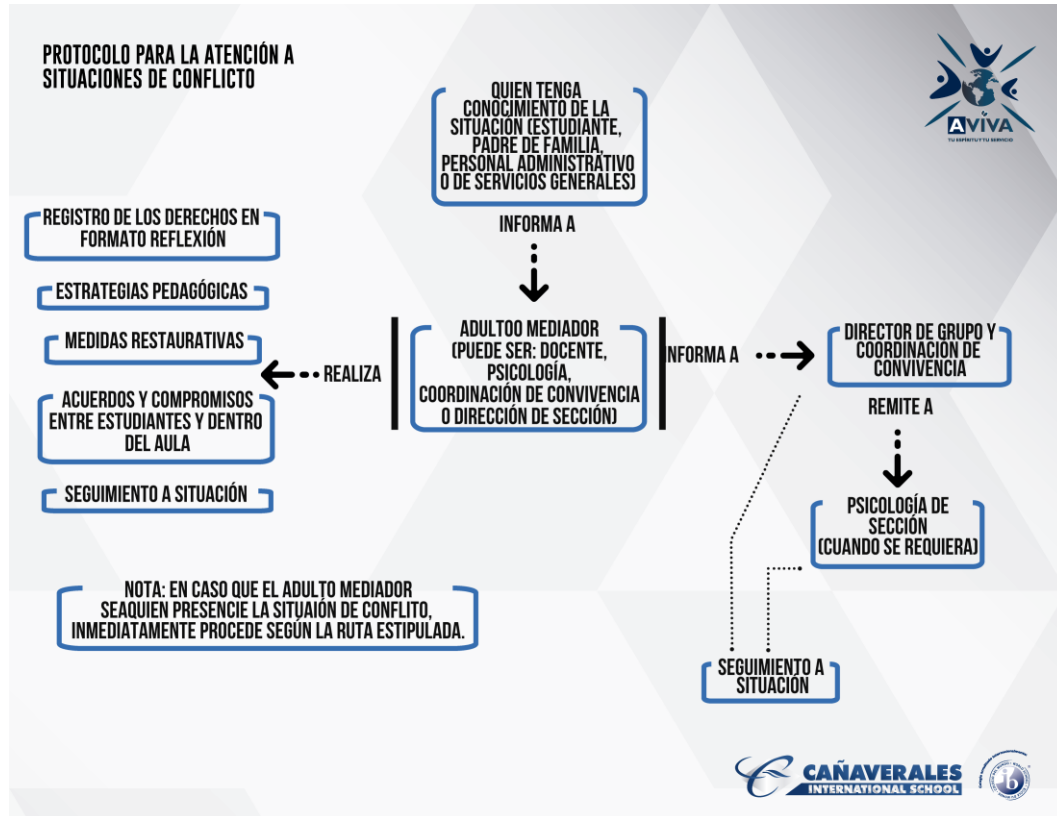 PROTOCOLO PARA LA ATENCIÓN A
SITUACIONES DE CONFLICTO
AVIVA
TU ESPÍRITU Y TU SERVICIO
QUIEN TENGA
CONOCIMIENTO DE LA
SITUACIÓN (ESTUDIANTE,
PADRE DE FAMILIA,
PERSONAL ADMINISTRATIVO
O DE SERVICIOS GENERALES)
INFORMA A
REGISTRO DE LOS DERECHOS EN
FORMATO REFLEXIÓN
ESTRATEGIAS PEDAGÓGICAS
MEDIDAS RESTAURATIVAS
ACUERDOS Y COMPROMISOS
ENTRE ESTUDIANTES Y DENTRO
DEL AULA
SEGUIMIENTO A SITUACIÓN
REALIZA
ADULTOO MEDIADOR
(PUEDE SER: DOCENTE,
PSICOLOGÍA,
COORDINACIÓN DE CONVIVENCIA
O DIRECCIÓN DE SECCIÓN)
NFORMA A
DIRECTOR DE GRUPO Y
COORDINACIÓN DE
CONVIVENCIA
REMITE A
PSICOLOGÍA DE
SECCIÓN
(CUANDO SE REQUIERA)
NOTA: EN CASO QUE EL ADULTO MEDIADOR
SEAQUIEN PRESENCIE LA SITUAIÓN DE CONFLITO,
INMEDIATAMENTE PROCEDE SEGÚN LA RUTA ESTIPULADA.
SEGUIMIENTO A
SITUACIÓN
CAÑAVERALES
INTERNATIONAL SCHOOL
ib